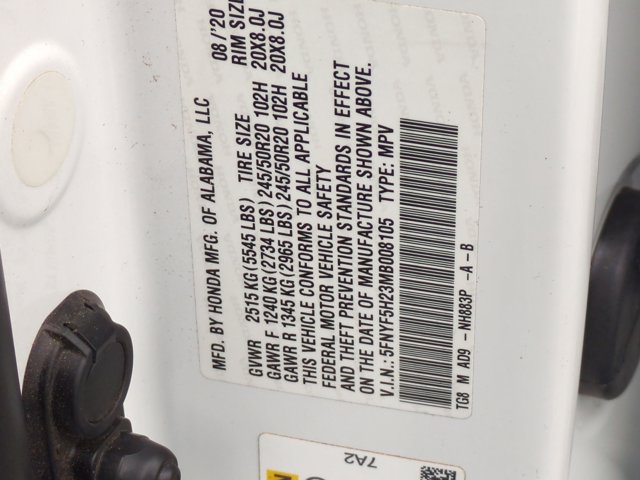 MFD. BY HONDA MFG. OF ALABAMA, LLC 08 /'20
GVWR 2515 KG (5545 LBS) TIRE SIZE RIM SIZE
GAWR F 1240 KG (2734 LBS) 245/50R20 102H 20X8.0J
GAWR R 1345 KG (2965 LBS) 245/50R20 102H 20X8.0J
THIS VEHICLE CONFORMS TO ALL APPLICABLE
FEDERAL MOTOR VEHICLE SAFETY
AND THEFT PREVENTION STANDARDS IN EFFECT
ON THE DATE OF MANUFACTURE SHOWN ABOVE.
V.I.N.: 5FNYF5H23MB008105 TYPE: MPV
TG8 M AD9 - NH883P -A - B
7A2